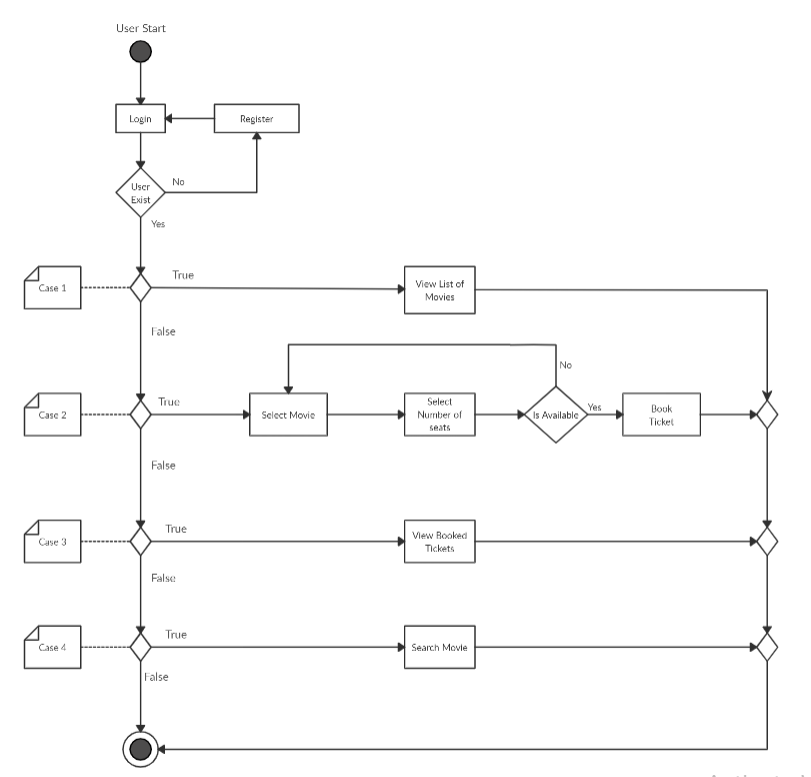 User Start
Login
Register
User
Exist
No
Yes
Case 1
True
View List of
Movies
False
No
Case 2
True
Select Movie
Select
Number of
seats
Is Available
Yes
Book
Ticket
False
Case 3
True
View Booked
Tickets
False
Case 4
True
Search Movie
False